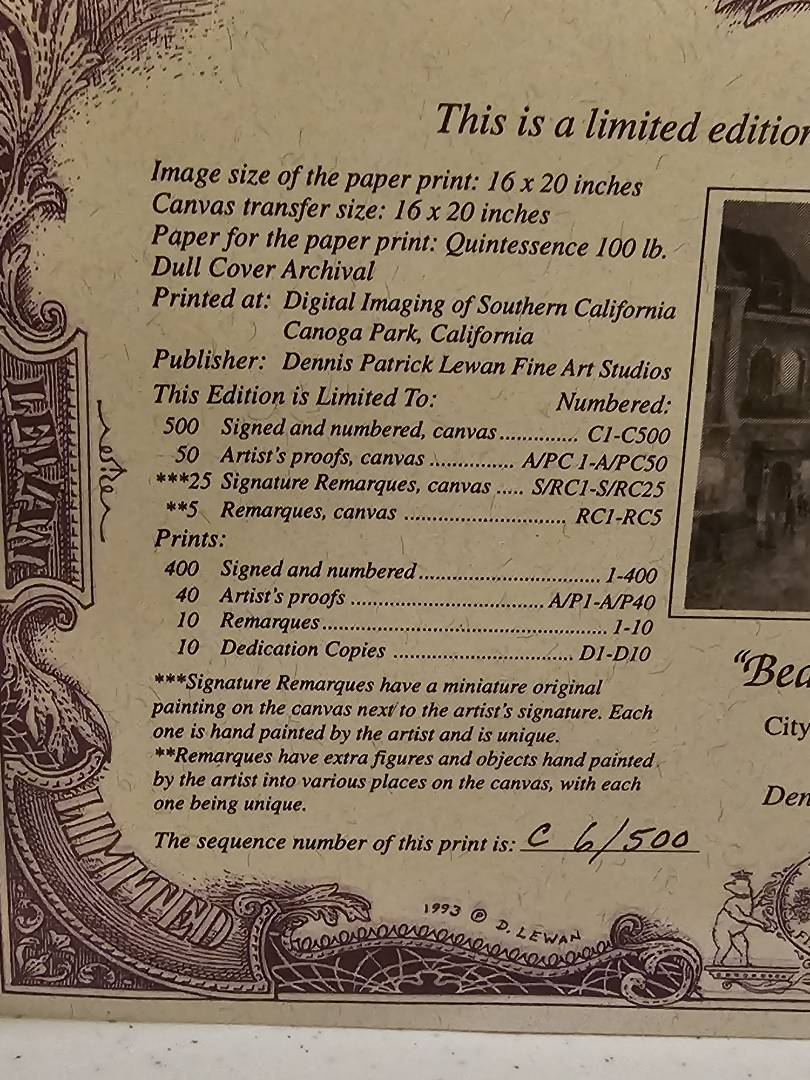 This is a limited edition
Image size of the paper print: 16 x 20 inches
Canvas transfer size: 16 x 20 inches
Paper for the paper print: Quintessence 100 lb.
Dull Cover Archival
Printed at: Digital Imaging of Southern California
Canoga Park, California
Publisher: Dennis Patrick Lewan Fine Art Studios
This Edition is Limited To: Numbered:
500 Signed and numbered, canvas.............. C1-C500
50 Artist's proofs, canvas ............... A/PC 1-A/PC50
***25 Signature Remarques, canvas ..... S/RC1-S/RC25
**5 Remarques, canvas ............................. RC1-RC5
Prints:
400 Signed and numbered................................. 1-400
40 Artist's proofs ................................... A/P1-A/P40
10 Remarques.................................................... 1-10
10 Dedication Copies ................................. D1-D10
***Signature Remarques have a miniature original
painting on the canvas next to the artist's signature. Each
one is hand painted by the artist and is unique.
**Remarques have extra figures and objects hand painted
by the artist into various places on the canvas, with each
one being unique.
The sequence number of this print is: C 6/500
LEWAN
LIMITED
1993 ℗ D. LEWAN
City